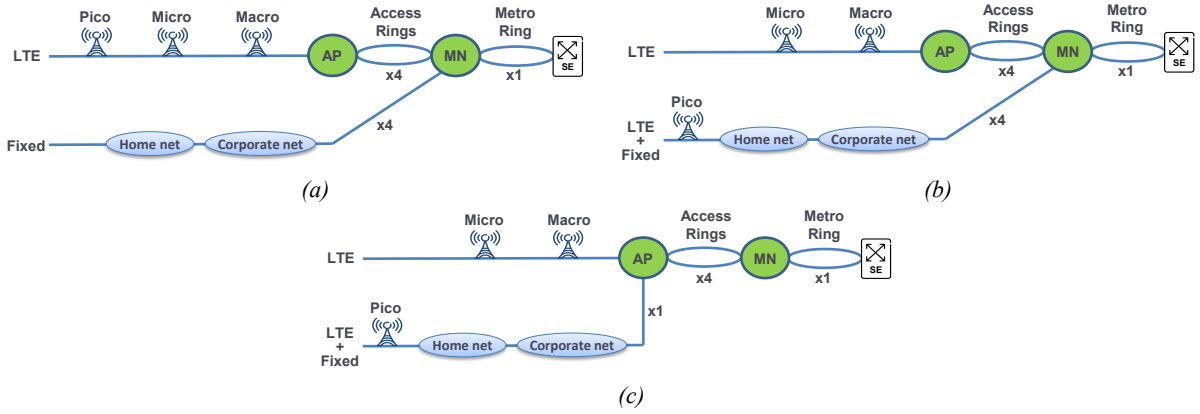 Pico
Micro
Macro
Access
Rings
Metro
Ring
LTE
AP
MN
SE
x4
x1
x4
Fixed
Home net
Corporate net
(a)
Micro
Macro
Access
Rings
Metro
Ring
LTE
AP
MN
SE
x4
x1
Pico
LTE
+
Fixed
x4
Home net
Corporate net
(b)
Micro
Macro
Access
Rings
Metro
Ring
LTE
AP
MN
SE
x4
x1
Pico
x1
LTE
+
Fixed
Home net
Corporate net
(c)